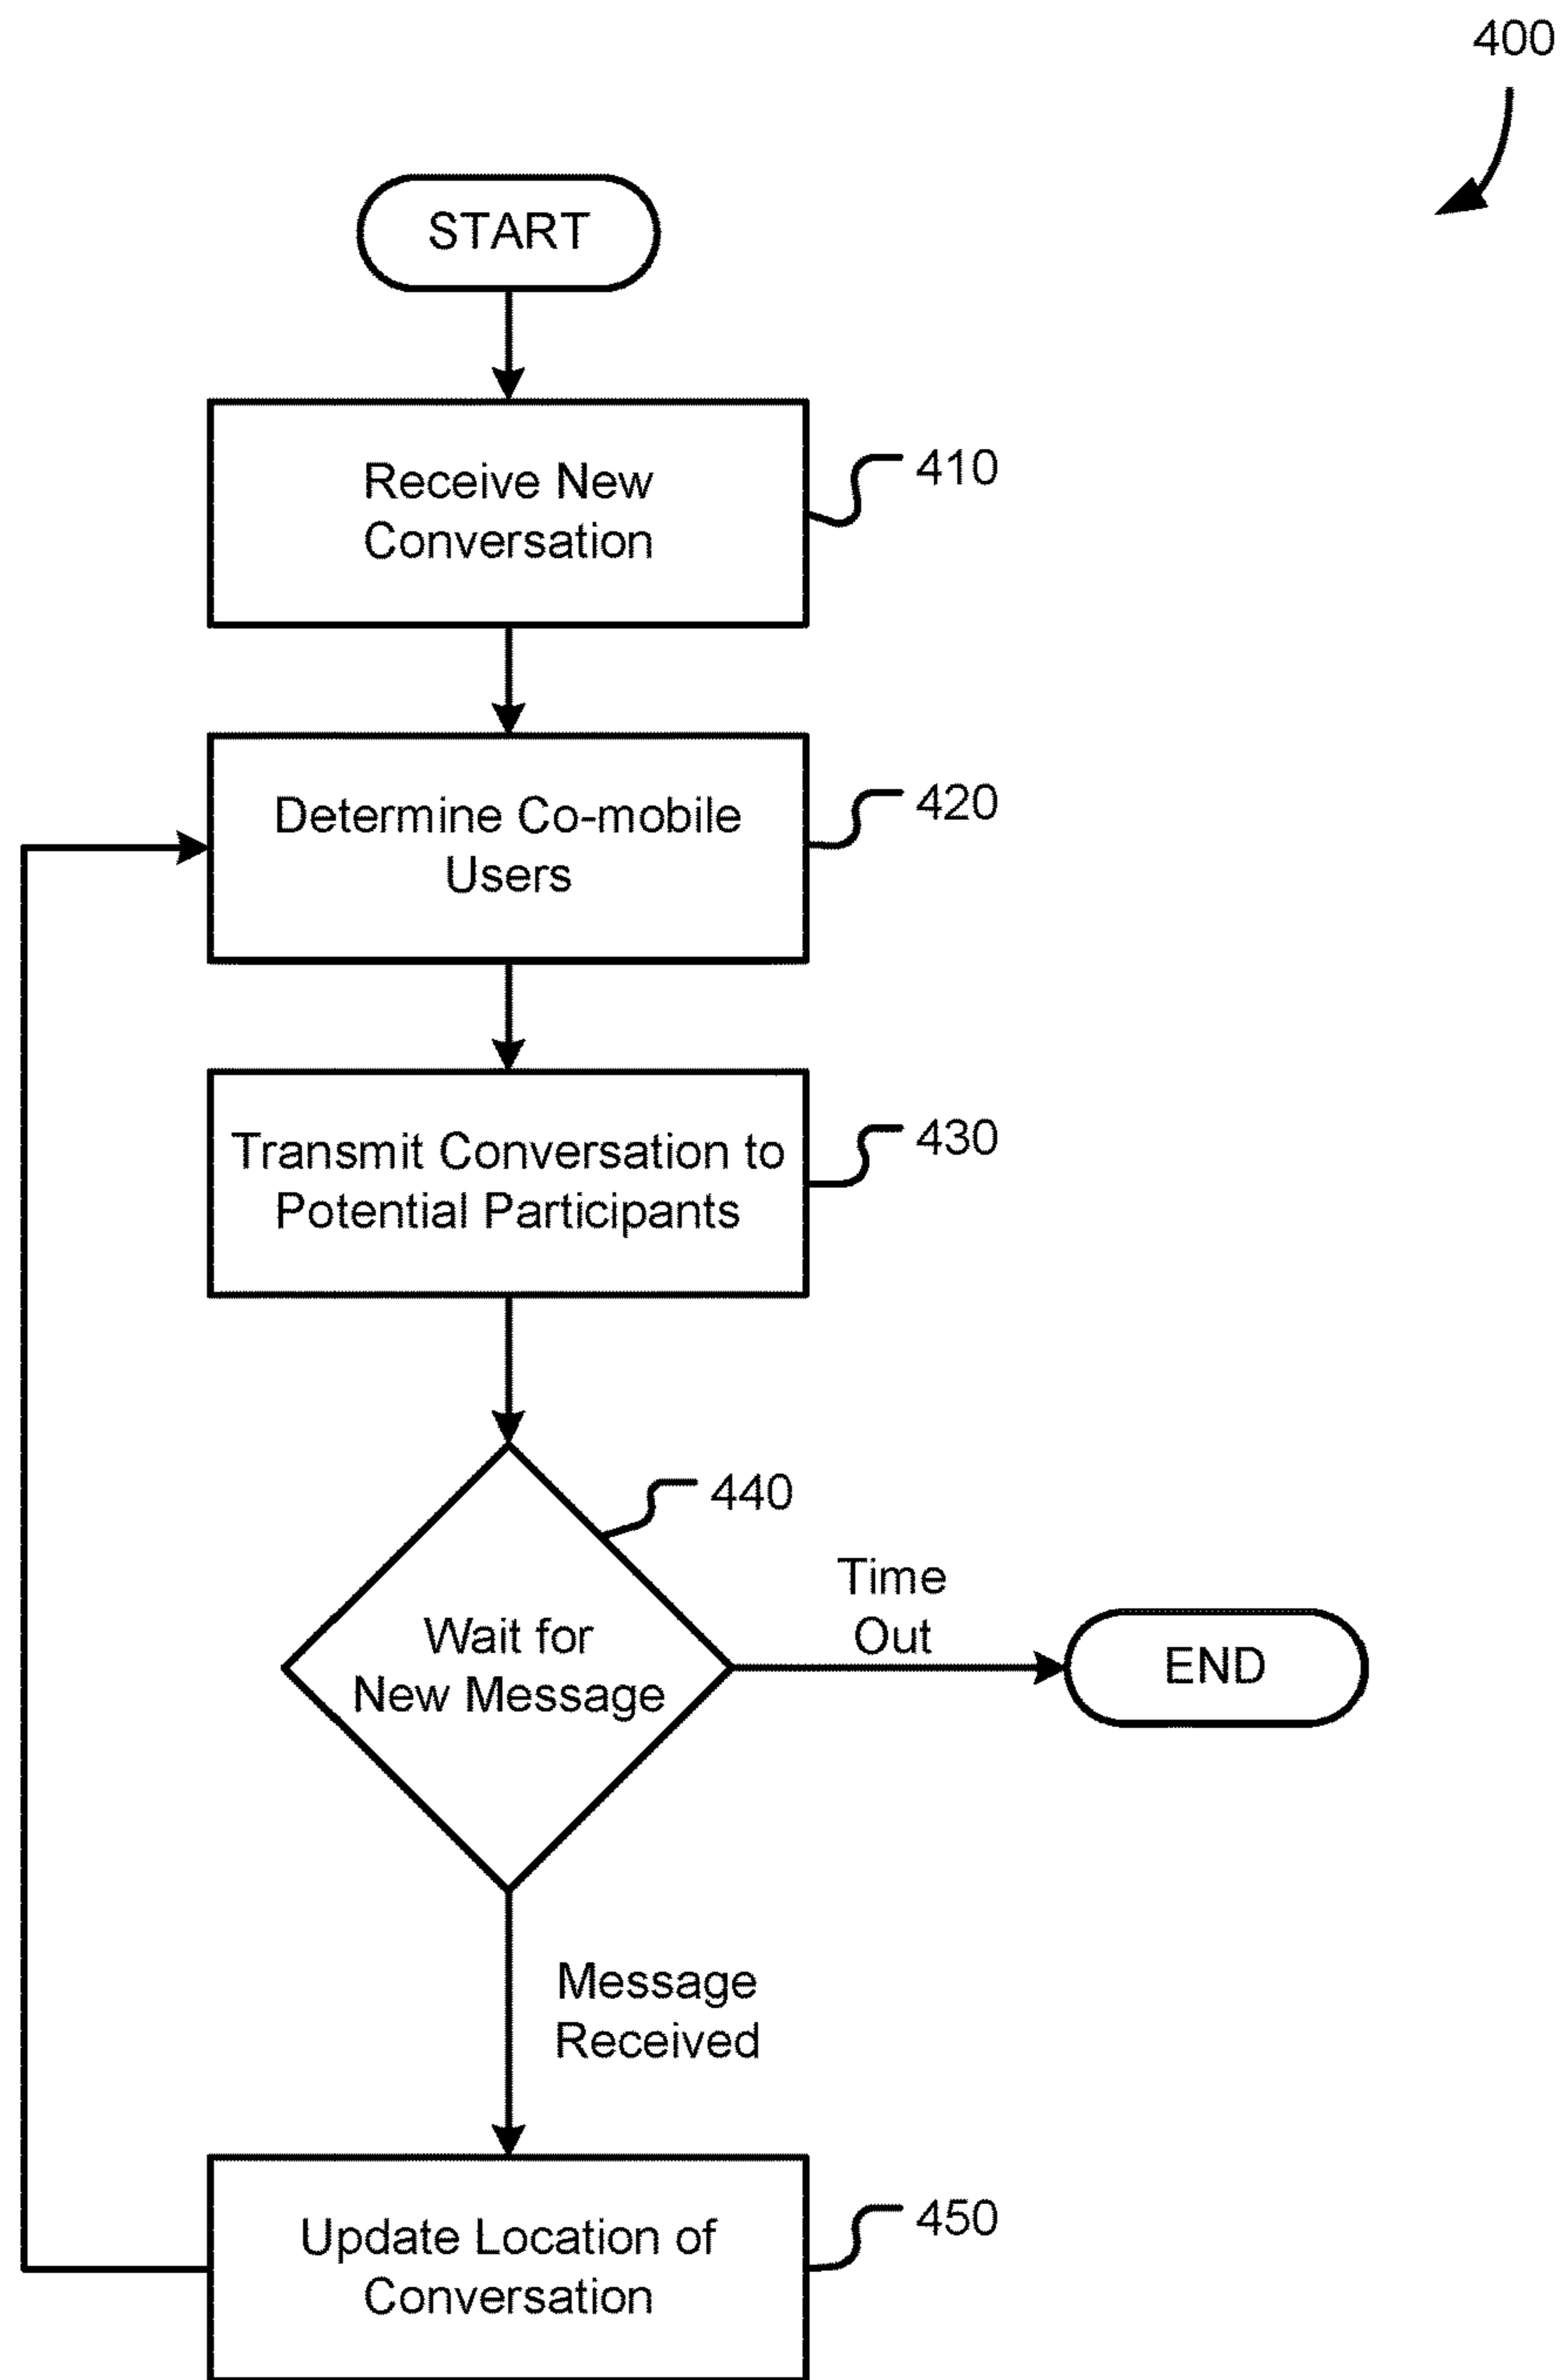 400
START
Receive New
Conversation
410
Determine Co-mobile
Users
420
Transmit Conversation to
Potential Participants
430
440
Wait for
New Message
Time
Out
END
Message
Received
Update Location of
Conversation
450